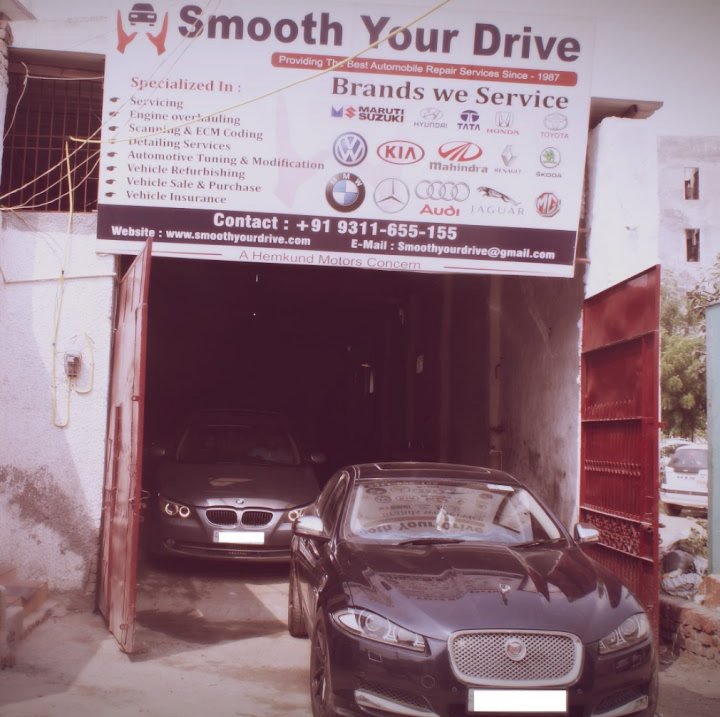 Smooth Your Drive
Providing The Best Automobile Repair Services Since - 1987
Specialized In :
Servicing
Engine overhauling
Scanning & ECM Coding
Detailing Services
Automotive Tuning & Modification
Vehicle Refurbishing
Vehicle Sale & Purchase
Vehicle Insurance
Brands we Service
MARUTI SUZUKI HYUNDAI TATA HONDA TOYOTA
KIA Mahindra RENAULT ŠKODA
BMW Audi JAGUAR MG
Contact : +91 9311-655-155
Website : www.smoothyourdrive.com E-Mail : Smoothyourdrive@gmail.com
A Hemkund Motors Concern